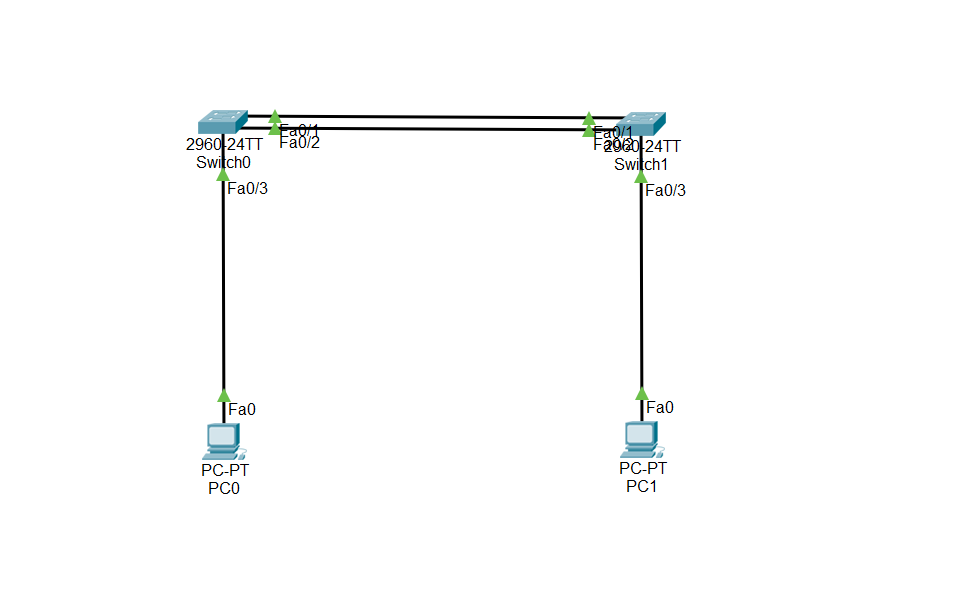 Fa0/1
Fa0/2
2960-24TT
Switch0
Fa0/3
Fa0/1
Fa0/2
2960-24TT
Switch1
Fa0/3
Fa0
PC-PT
PC0
Fa0
PC-PT
PC1